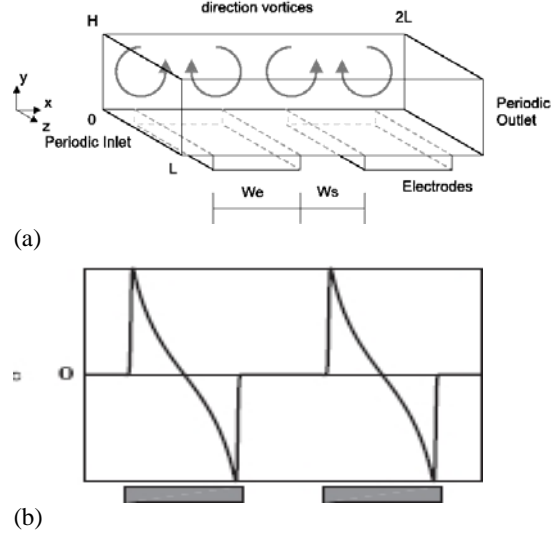 direction vortices
H
2L
y
x
z
0
Periodic Inlet
L
Periodic
Outlet
Electrodes
We
Ws
(a)
0
(b)